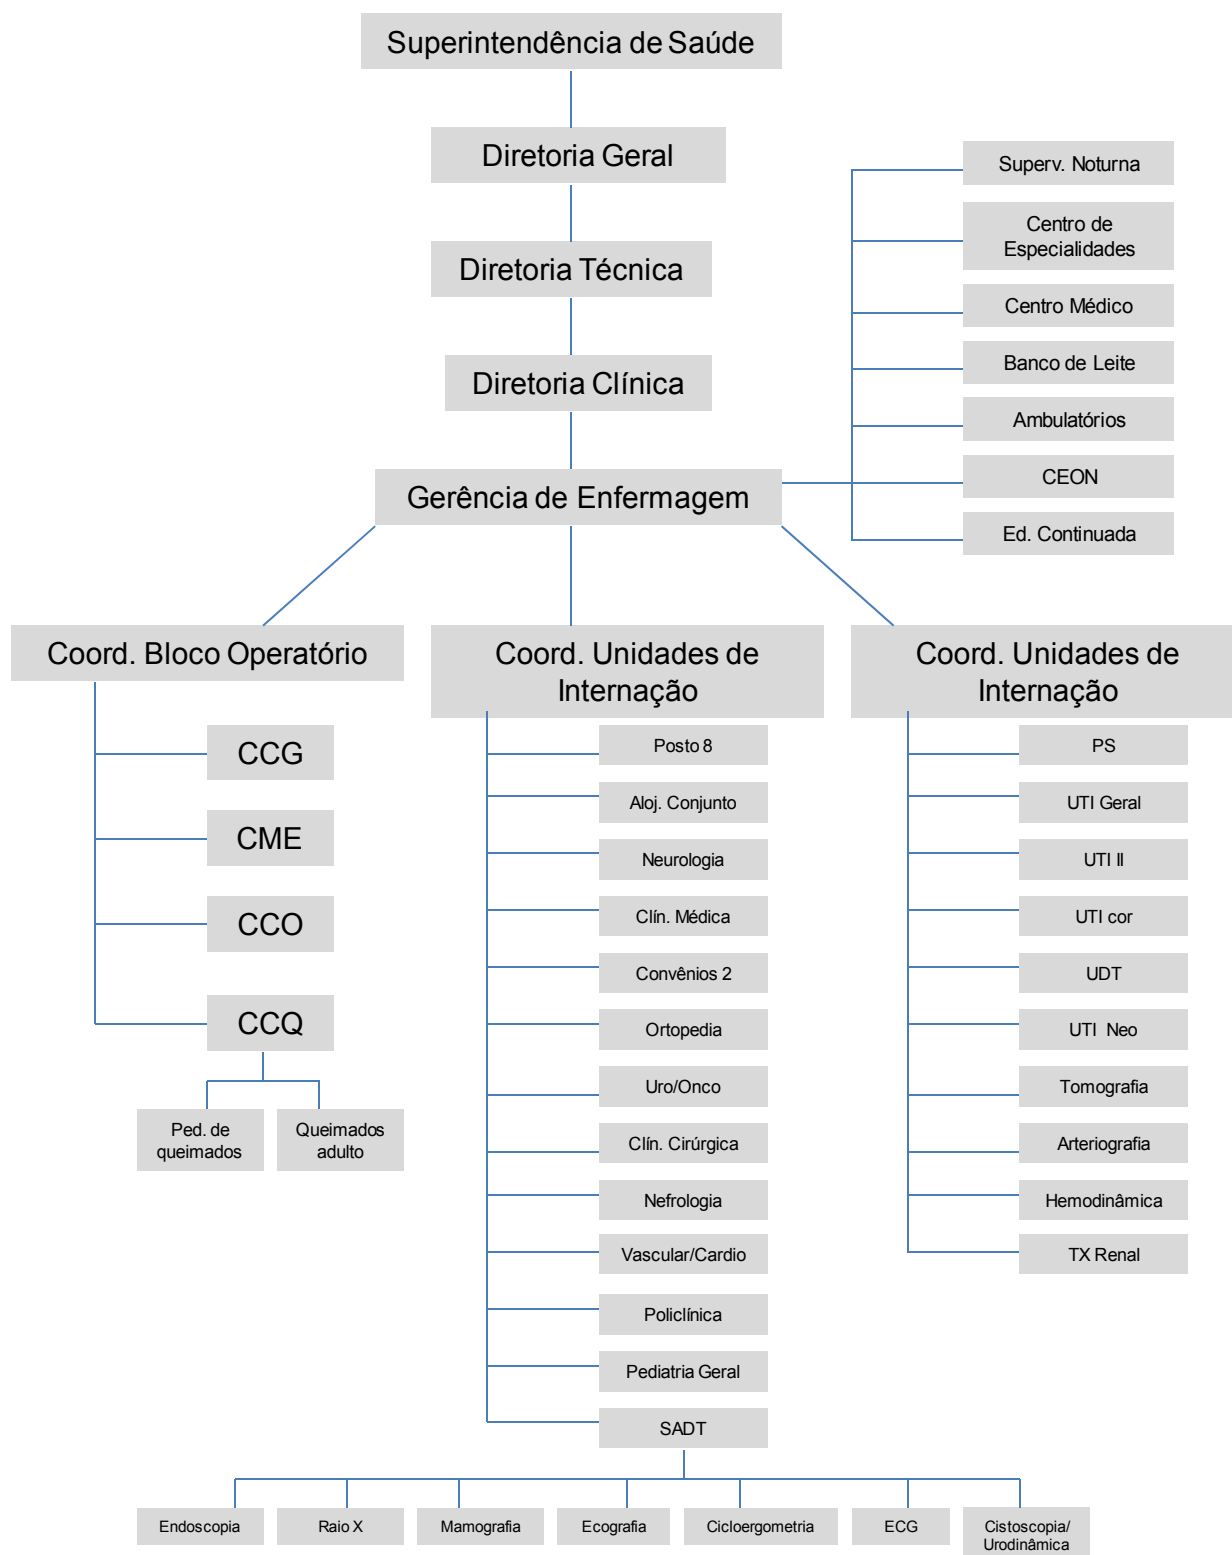 Superintendência de Saúde
Diretoria Geral
Diretoria Técnica
Diretoria Clínica
Gerência de Enfermagem
Superv. Noturna
Centro de
Especialidades
Centro Médico
Banco de Leite
Ambulatórios
CEON
Ed. Continuada
Coord. Bloco Operatório
CCG
CME
CCO
CCQ
Ped. de
queimados
Queimados
adulto
Coord. Unidades de
Internação
Posto 8
Aloj. Conjunto
Neurologia
Clín. Médica
Convênios 2
Ortopedia
Uro/Onco
Clín. Cirúrgica
Nefrologia
Vascular/Cardio
Policlínica
Pediatria Geral
SADT
Endoscopia
Raio X
Mamografia
Ecografia
Cicloergometria
ECG
Cistoscopia/
Urodinâmica
Coord. Unidades de
Internação
PS
UTI Geral
UTI II
UTI cor
UDT
UTI Neo
Tomografia
Arteriografia
Hemodinâmica
TX Renal